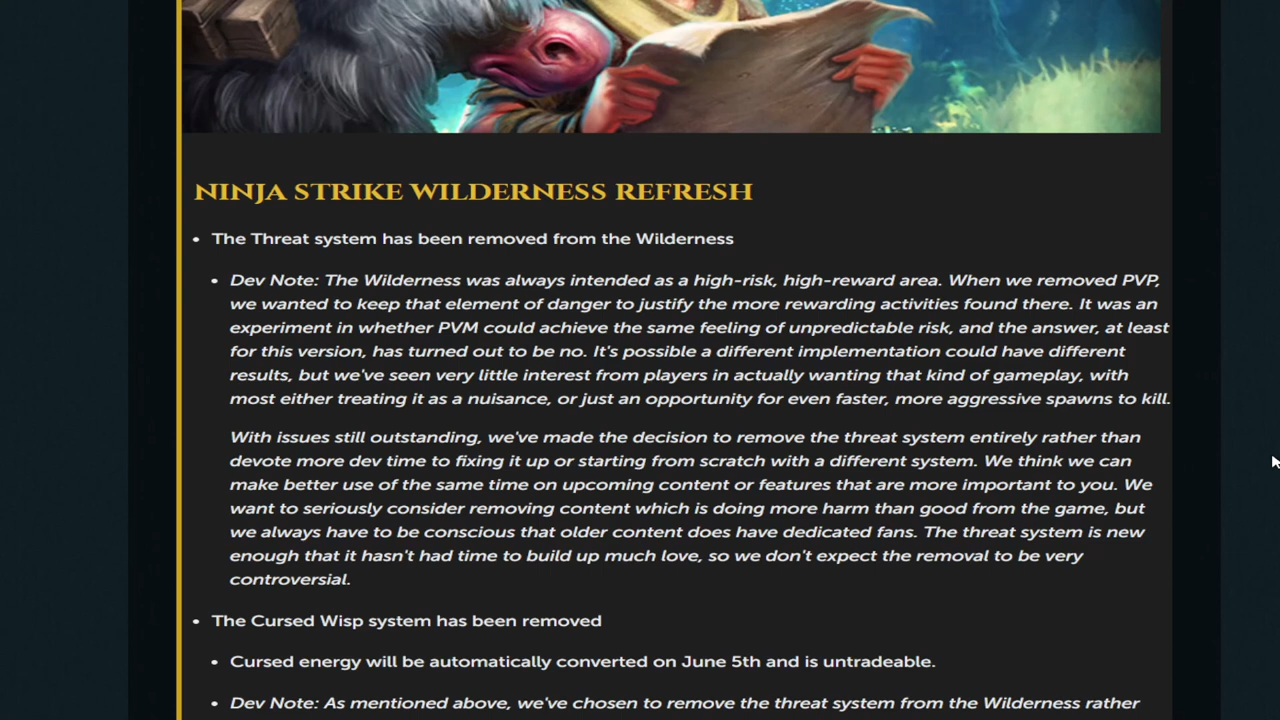 NINJA STRIKE WILDERNESS REFRESH
• The Threat system has been removed from the Wilderness
• Dev Note: The Wilderness was always intended as a high-risk, high-reward area. When we removed PVP,
we wanted to keep that element of danger to justify the more rewarding activities found there. It was an
experiment in whether PVM could achieve the same feeling of unpredictable risk, and the answer, at least
for this version, has turned out to be no. It's possible a different implementation could have different
results, but we've seen very little interest from players in actually wanting that kind of gameplay, with
most either treating it as a nuisance, or just an opportunity for even faster, more aggressive spawns to kill.
With issues still outstanding, we've made the decision to remove the threat system entirely rather than
devote more dev time to fixing it up or starting from scratch with a different system. We think we can
make better use of the same time on upcoming content or features that are more important to you. We
want to seriously consider removing content which is doing more harm than good from the game, but
we always have to be conscious that older content does have dedicated fans. The threat system is new
enough that it hasn't had time to build up much love, so we don't expect the removal to be very
controversial.
• The Cursed Wisp system has been removed
• Cursed energy will be automatically converted on June 5th and is untradeable.
• Dev Note: As mentioned above, we've chosen to remove the threat system from the Wilderness rather